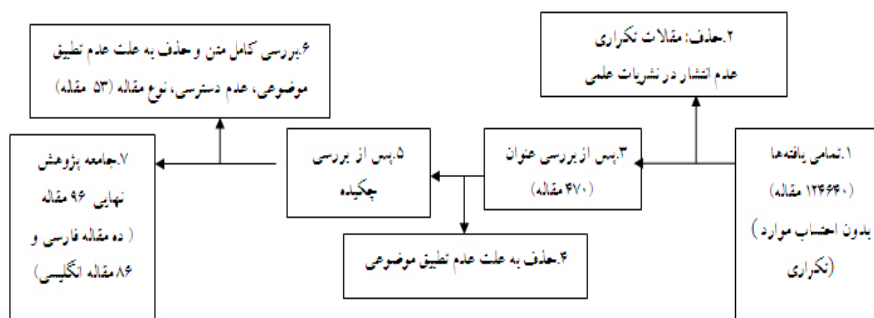 ۱.تمامی یافته‌ها
(۱۲۴۶۴۰ مقاله)
بدون احتساب موارد (
(تکراری
۲.حذف: مقالات تکراری
عدم انتشار در نشریات علمی
۳.پس از بررسی عنوان
(۴۷۰ مقاله)
۴.حذف به علت عدم تطبیق موضوعی
۵.پس از بررسی
چکیده
۶.بررسی کامل متن و حذف به علت عدم تطبیق
موضوعی، عدم دسترسی، نوع مقاله (۵۳ مقاله)
۷.جامعه پژوهش
نهایی ۹۶ مقاله
( ده مقاله فارسی و
۸۶ مقاله انگلیسی)